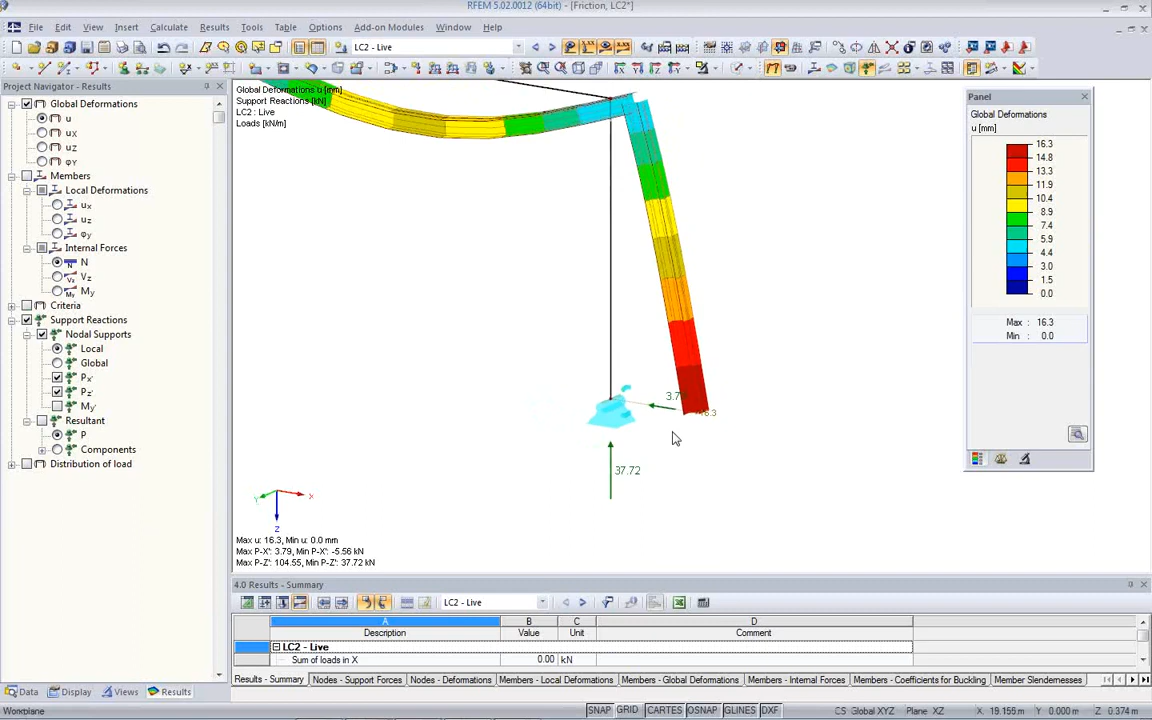 RFEM 5.02.0012 (64bit) - [Friction, LC2*]
File Edit View Insert Calculate Results Tools Table Options Add-on Modules Window Help
LC2 - Live
Project Navigator - Results
Global Deformations
u
uX
uZ
φY
Members
Local Deformations
ux
uz
φy
Internal Forces
N
Vz
My
Criteria
Support Reactions
Nodal Supports
Local
Global
Px'
Pz'
My'
Resultant
P
Components
Distribution of load
Data Display Views Results
Global Deformations u [mm]
Support Reactions [kN]
LC2 : Live
Loads [kN/m]
16.3
37.72
X
Y
Z
Max u: 16.3, Min u: 0.0 mm
Max P-X': 3.79, Min P-X': -5.56 kN
Max P-Z': 104.55, Min P-Z': 37.72 kN
Panel
Global Deformations
u [mm]
16.3
14.8
13.3
11.9
10.4
8.9
7.4
5.9
4.4
3.0
1.5
0.0
Max : 16.3
Min : 0.0
4.0 Results - Summary
LC2 - Live
A B C D
Description Value Unit Comment
LC2 - Live
Sum of loads in X 0.00 kN
Results - Summary Nodes - Support Forces Nodes - Deformations Members - Local Deformations Members - Global Deformations Members - Internal Forces Members - Coefficients for Buckling Member Slendernesses
Workplane SNAP GRID CARTES OSNAP GLINES DXF CS: Global XYZ Plane: XZ X: 19.155 m Y: 0.000 m Z: 0.374 m